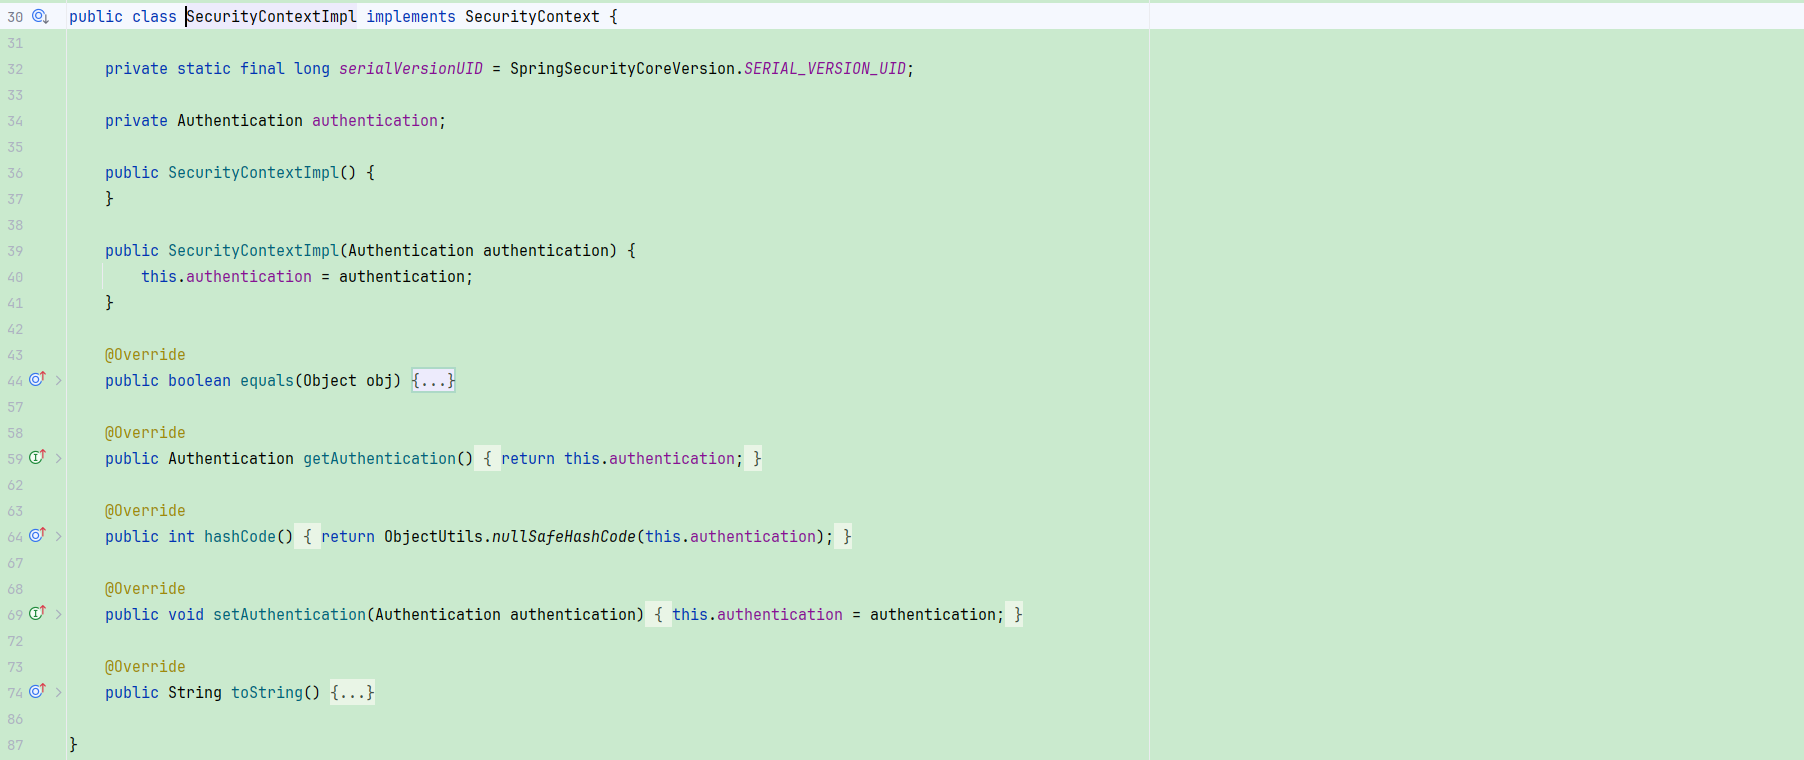 30 public class SecurityContextImpl implements SecurityContext {
31
32     private static final long serialVersionUID = SpringSecurityCoreVersion.SERIAL_VERSION_UID;
33
34     private Authentication authentication;
35
36     public SecurityContextImpl() {
37     }
38
39     public SecurityContextImpl(Authentication authentication) {
40         this.authentication = authentication;
41     }
42
43     @Override
44     public boolean equals(Object obj) {...}
57
58     @Override
59     public Authentication getAuthentication() { return this.authentication; }
62
63     @Override
64     public int hashCode() { return ObjectUtils.nullSafeHashCode(this.authentication); }
67
68     @Override
69     public void setAuthentication(Authentication authentication) { this.authentication = authentication; }
72
73     @Override
74     public String toString() {...}
86
87 }